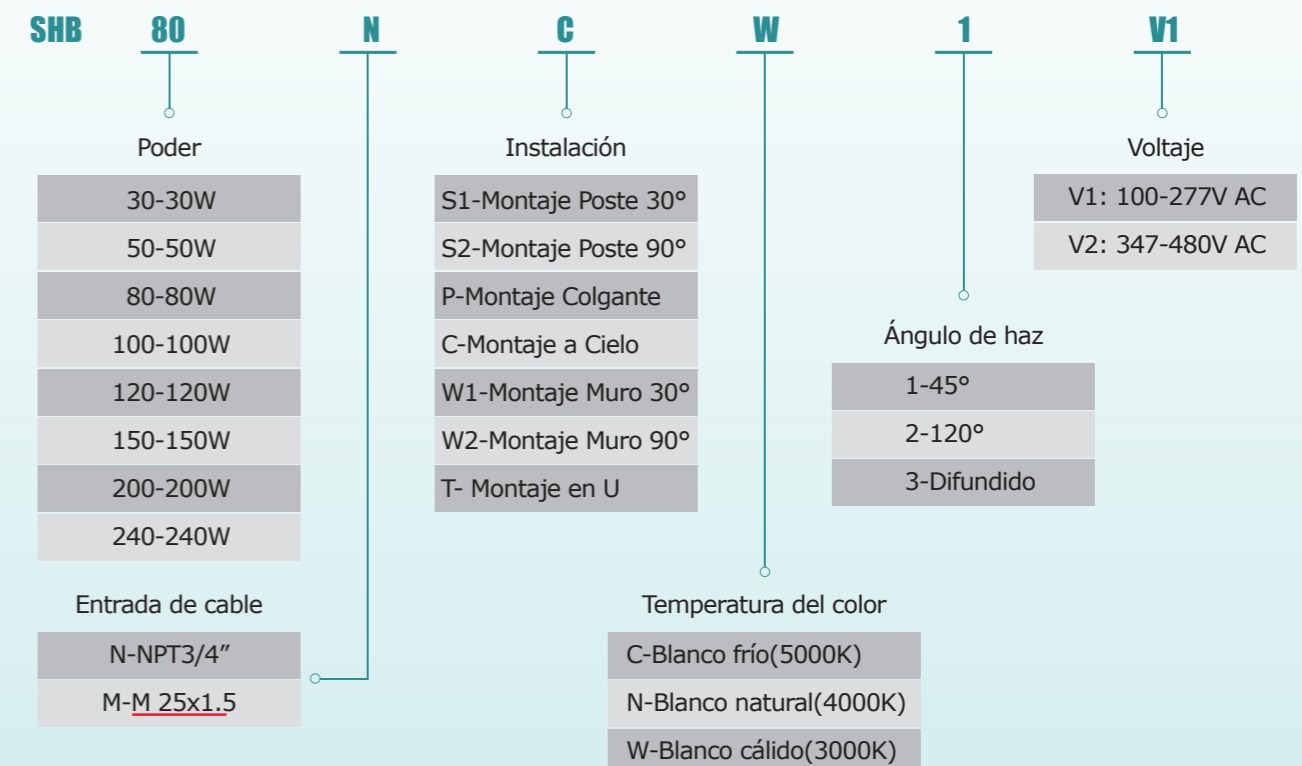 SHB 80 N C W 1 V1
Poder
30-30W
50-50W
80-80W
100-100W
120-120W
150-150W
200-200W
240-240W
Entrada de cable
N-NPT3/4”
M-M 25x1.5
Instalación
S1-Montaje Poste 30°
S2-Montaje Poste 90°
P-Montaje Colgante
C-Montaje a Cielo
W1-Montaje Muro 30°
W2-Montaje Muro 90°
T- Montaje en U
Temperatura del color
C-Blanco frío(5000K)
N-Blanco natural(4000K)
W-Blanco cálido(3000K)
Ángulo de haz
1-45°
2-120°
3-Difundido
Voltaje
V1: 100-277V AC
V2: 347-480V AC